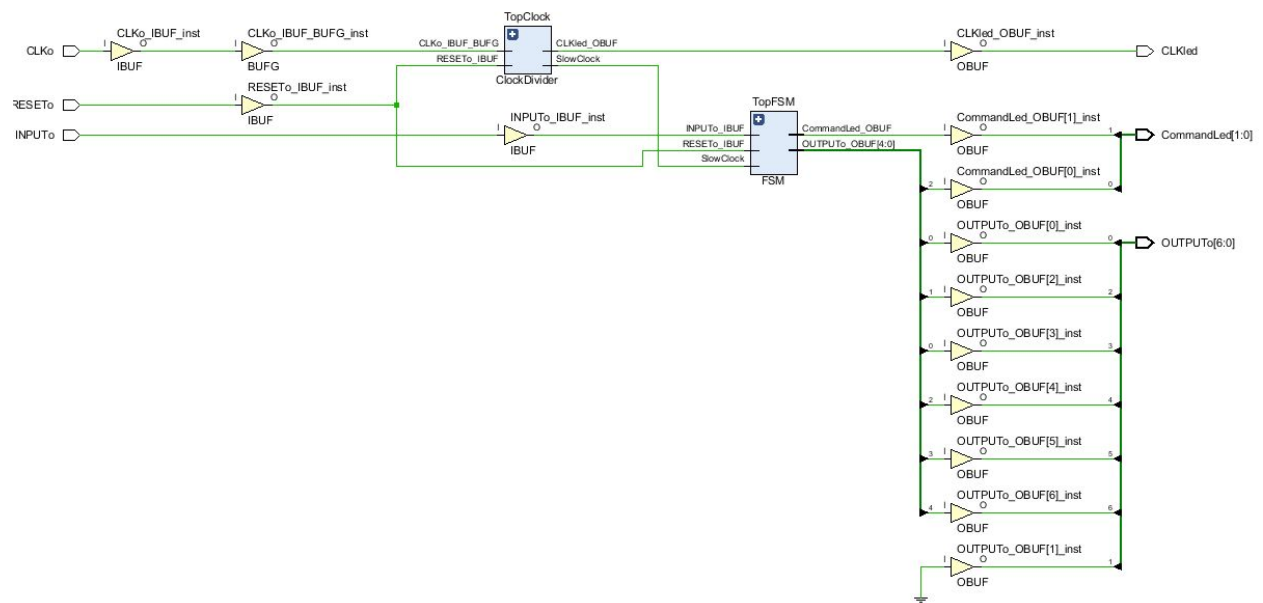 TopClock
CLKo_IBUF_inst
CLKo_IBUF_BUFG_inst
CLKled_OBUF_inst
CLKo
I
O
IBUF
I
O
BUFG
CLKo_IBUF_BUFG
CLKled_OBUF
RESETo_IBUF
SlowClock
ClockDivider
I
O
OBUF
CLKled
RESETo_IBUF_inst
RESETo
I
O
IBUF
TopFSM
INPUTo_IBUF_inst
INPUTo
I
O
IBUF
INPUTo_IBUF
CommandLed_OBUF
RESETo_IBUF
OUTPUTo_OBUF[4:0]
SlowClock
FSM
CommandLed_OBUF[1]_inst
I
O
1
OBUF
CommandLed[1:0]
CommandLed_OBUF[0]_inst
2
I
O
0
OBUF
OUTPUTo_OBUF[0]_inst
0
I
O
0
OBUF
OUTPUTo[6:0]
OUTPUTo_OBUF[2]_inst
1
I
O
2
OBUF
OUTPUTo_OBUF[3]_inst
0
I
O
3
OBUF
OUTPUTo_OBUF[4]_inst
2
I
O
4
OBUF
OUTPUTo_OBUF[5]_inst
3
I
O
5
OBUF
OUTPUTo_OBUF[6]_inst
4
I
O
6
OBUF
OUTPUTo_OBUF[1]_inst
I
O
1
OBUF